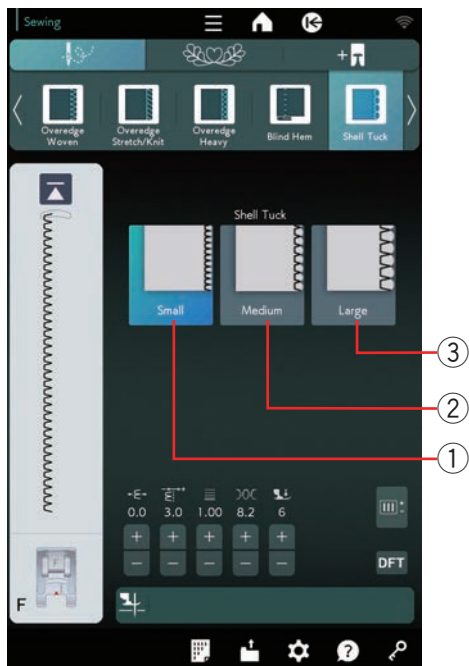 Sewing
Overedge
Woven
Overedge
Stretch/Knit
Overedge
Heavy
Blind Hem
Shell Tuck
Shell Tuck
Small
Medium
Large
3
2
1
0.0 3.0 1.00 8.2 6
+ + + + +
− − − − −
DFT
F
?